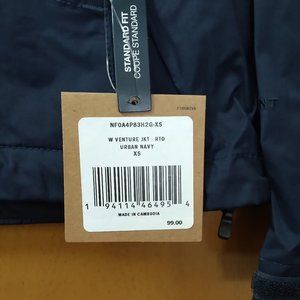 STANDARD FIT
COUPE STANDARD
NF0A4P83H2G-XS
W VENTURE JKT - RTO
URBAN NAVY
XS
1 94114 46495 4
MADE IN CAMBODIA
99.00